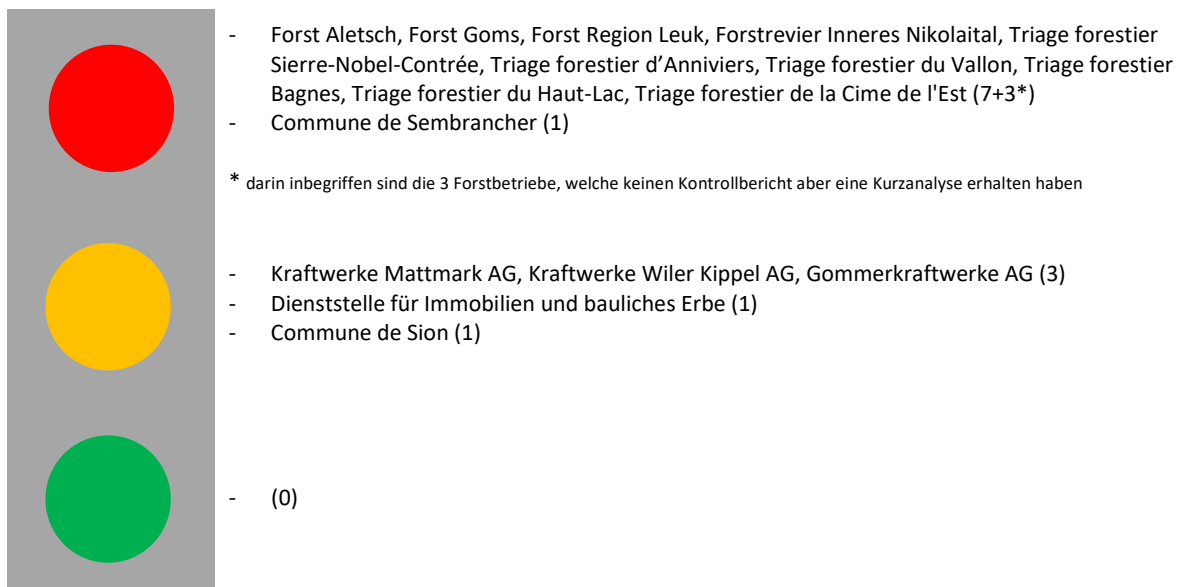 - Forst Aletsch, Forst Goms, Forst Region Leuk, Forstrevier Inneres Nikolaital, Triage forestier
Sierre-Nobel-Contrée, Triage forestier d’Anniviers, Triage forestier du Vallon, Triage forestier
Bagnes, Triage forestier du Haut-Lac, Triage forestier de la Cime de l'Est (7+3*)
- Commune de Sembrancher (1)
* darin inbegriffen sind die 3 Forstbetriebe, welche keinen Kontrollbericht aber eine Kurzanalyse erhalten haben
- Kraftwerke Mattmark AG, Kraftwerke Wiler Kippel AG, Gommerkraftwerke AG (3)
- Dienststelle für Immobilien und bauliches Erbe (1)
- Commune de Sion (1)
- (0)